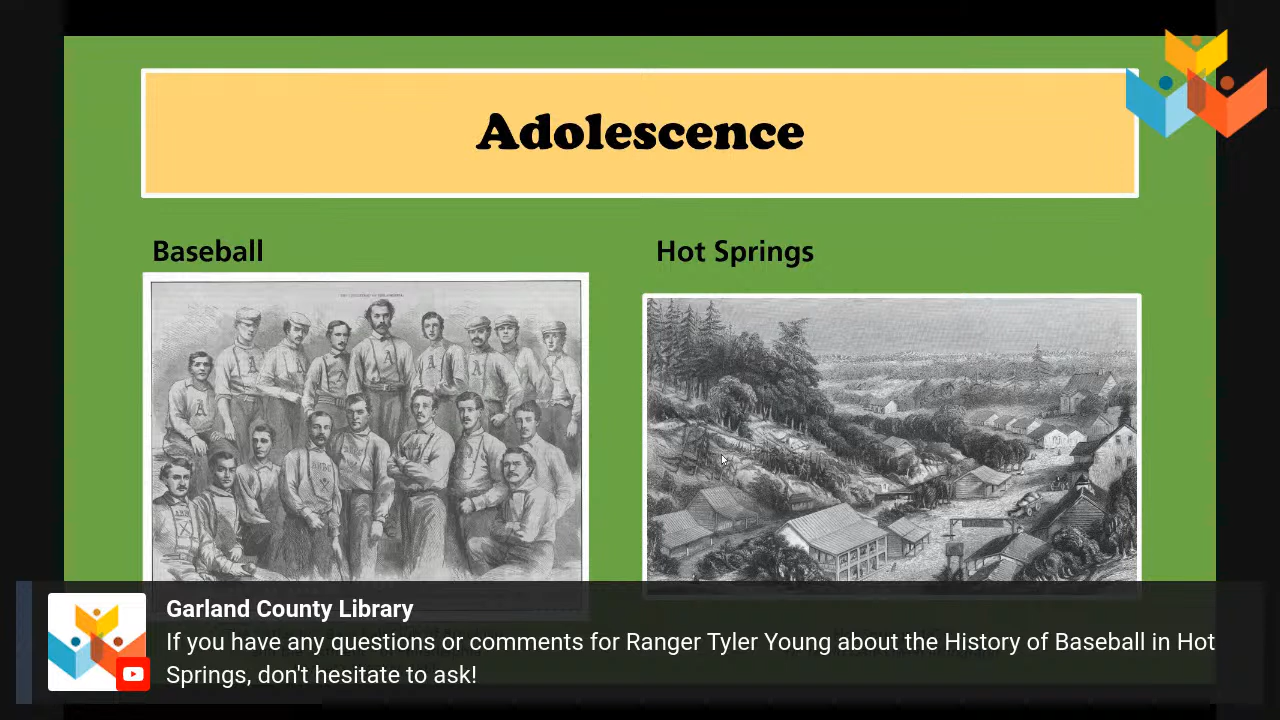 Adolescence
Baseball
Hot Springs
A
A
A
A
Garland County Library
If you have any questions or comments for Ranger Tyler Young about the History of Baseball in Hot
Springs, don't hesitate to ask!